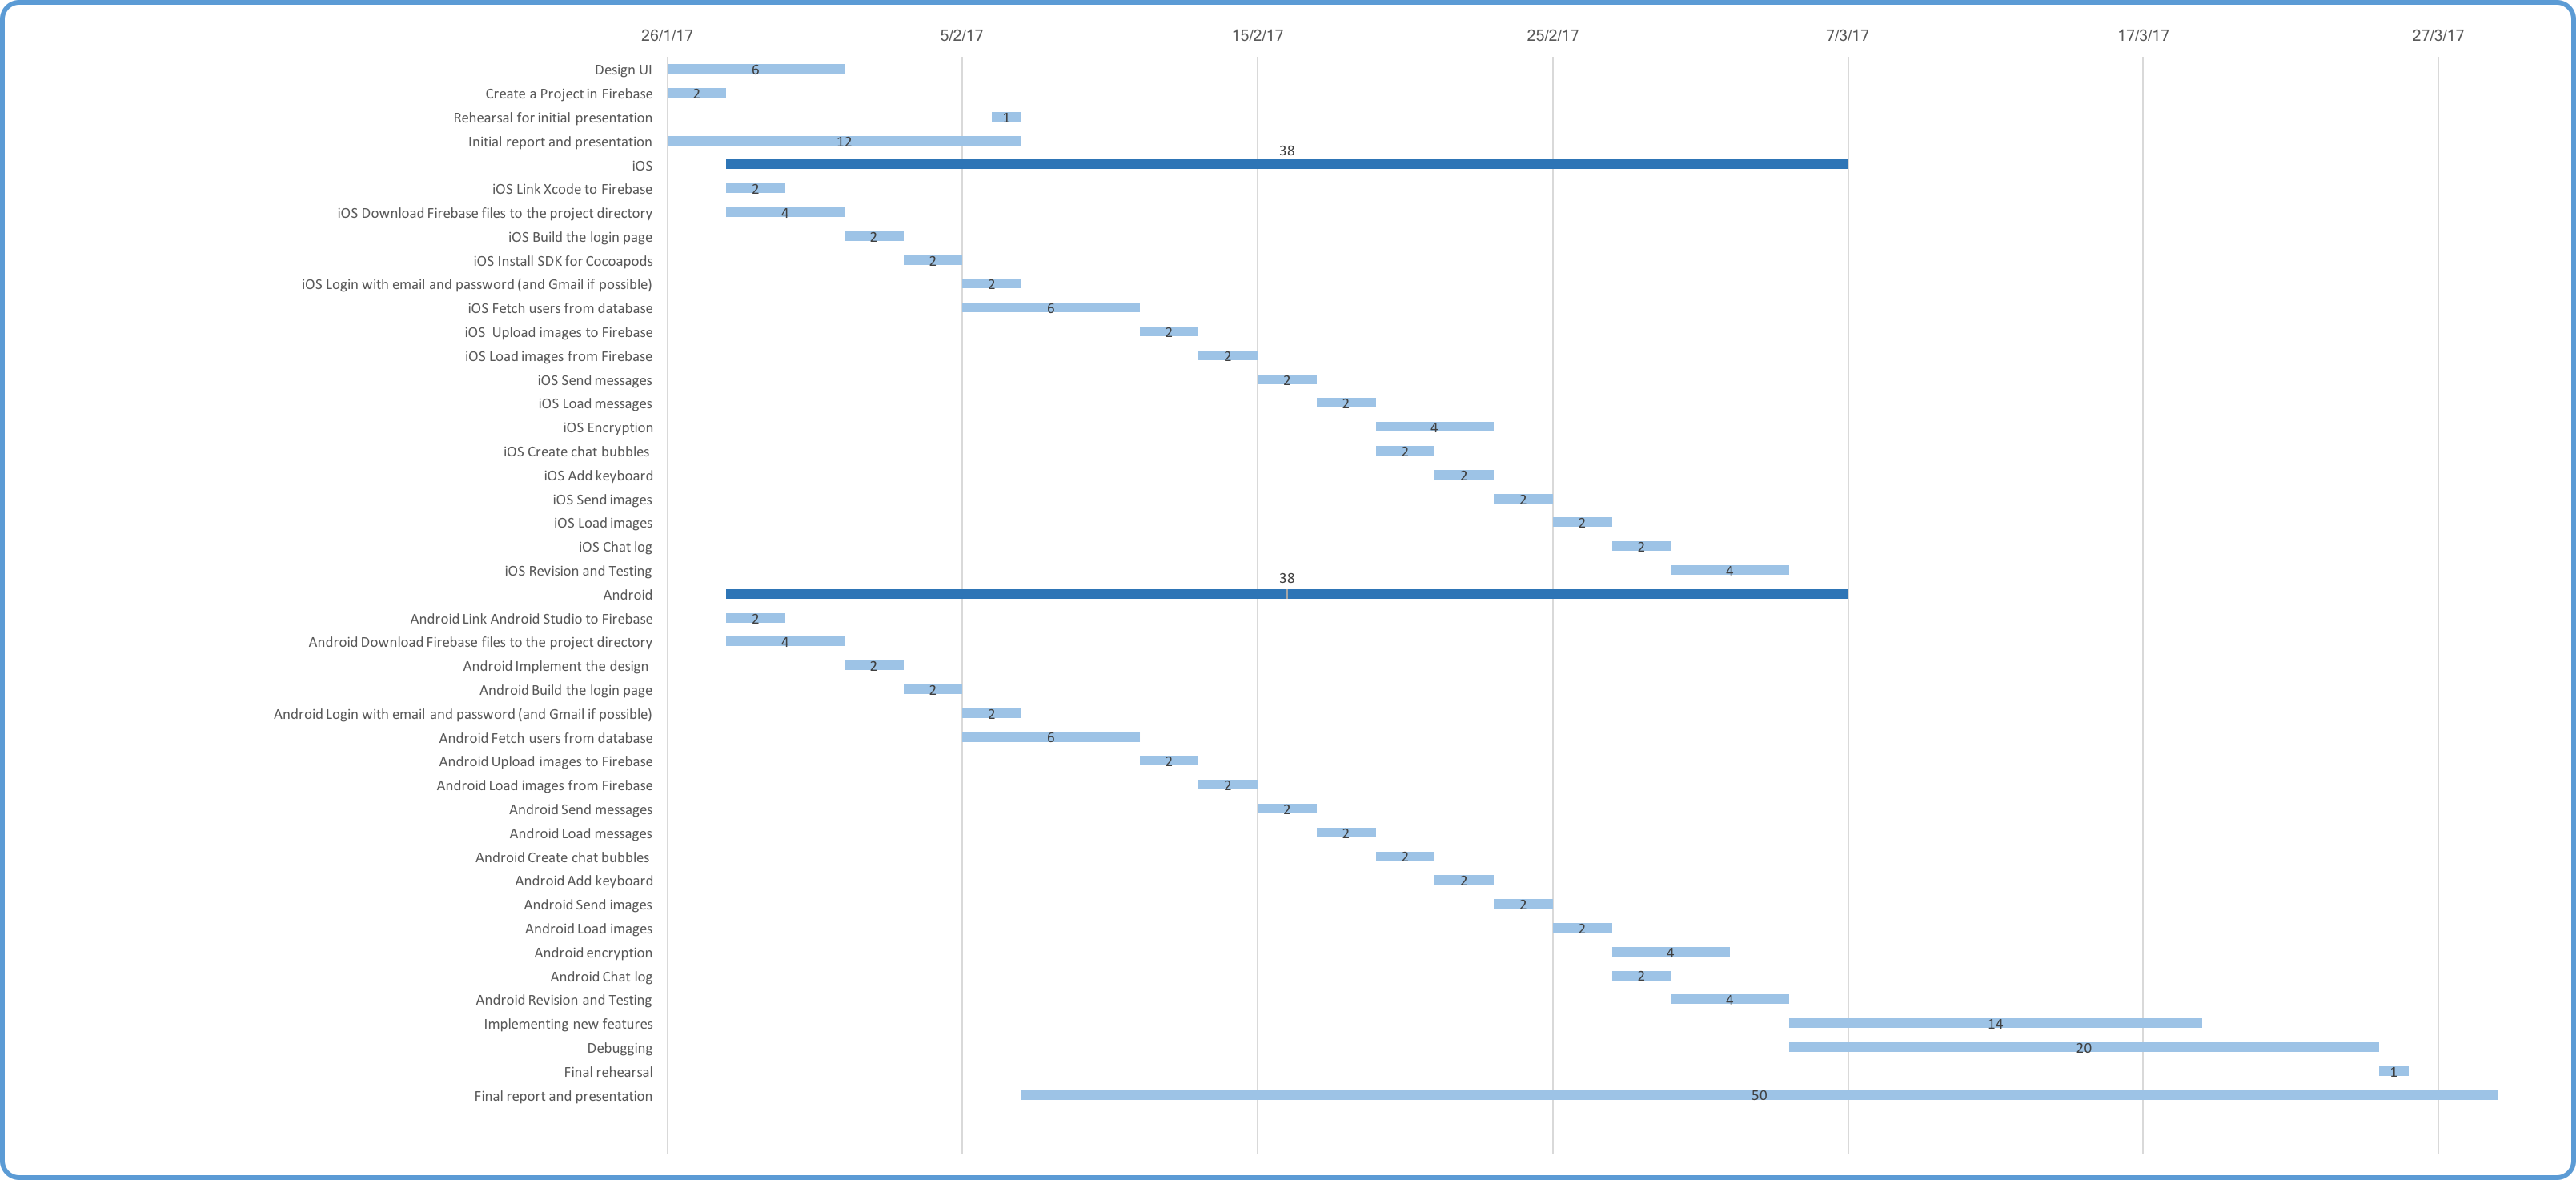 26/1/17 5/2/17 15/2/17 25/2/17 7/3/17 17/3/17 27/3/17
Design UI 6
Create a Project in Firebase 2
Rehearsal for initial presentation 1
Initial report and presentation 12
38
iOS
iOS Link Xcode to Firebase 2
iOS Download Firebase files to the project directory 4
iOS Build the login page 2
iOS Install SDK for Cocoapods 2
iOS Login with email and password (and Gmail if possible) 2
iOS Fetch users from database 6
iOS Upload images to Firebase 2
iOS Load images from Firebase 2
iOS Send messages 2
iOS Load messages 2
iOS Encryption 4
iOS Create chat bubbles 2
iOS Add keyboard 2
iOS Send images 2
iOS Load images 2
iOS Chat log 2
iOS Revision and Testing 4
38
Android
Android Link Android Studio to Firebase 2
Android Download Firebase files to the project directory 4
Android Implement the design 2
Android Build the login page 2
Android Login with email and password (and Gmail if possible) 2
Android Fetch users from database 6
Android Upload images to Firebase 2
Android Load images from Firebase 2
Android Send messages 2
Android Load messages 2
Android Create chat bubbles 2
Android Add keyboard 2
Android Send images 2
Android Load images 2
Android encryption 4
Android Chat log 2
Android Revision and Testing 4
Implementing new features 14
Debugging 20
Final rehearsal 1
Final report and presentation 50